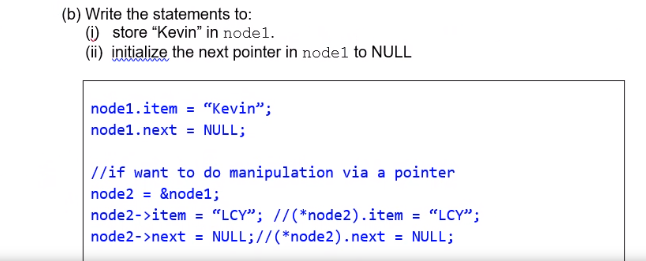 (b) Write the statements to:
(i) store “Kevin” in node1.
(ii) initialize the next pointer in node1 to NULL
node1.item = “Kevin”;
node1.next = NULL;
//if want to do manipulation via a pointer
node2 = &node1;
node2->item = “LCY”; //(*node2).item = “LCY”;
node2->next = NULL;//(*node2).next = NULL;